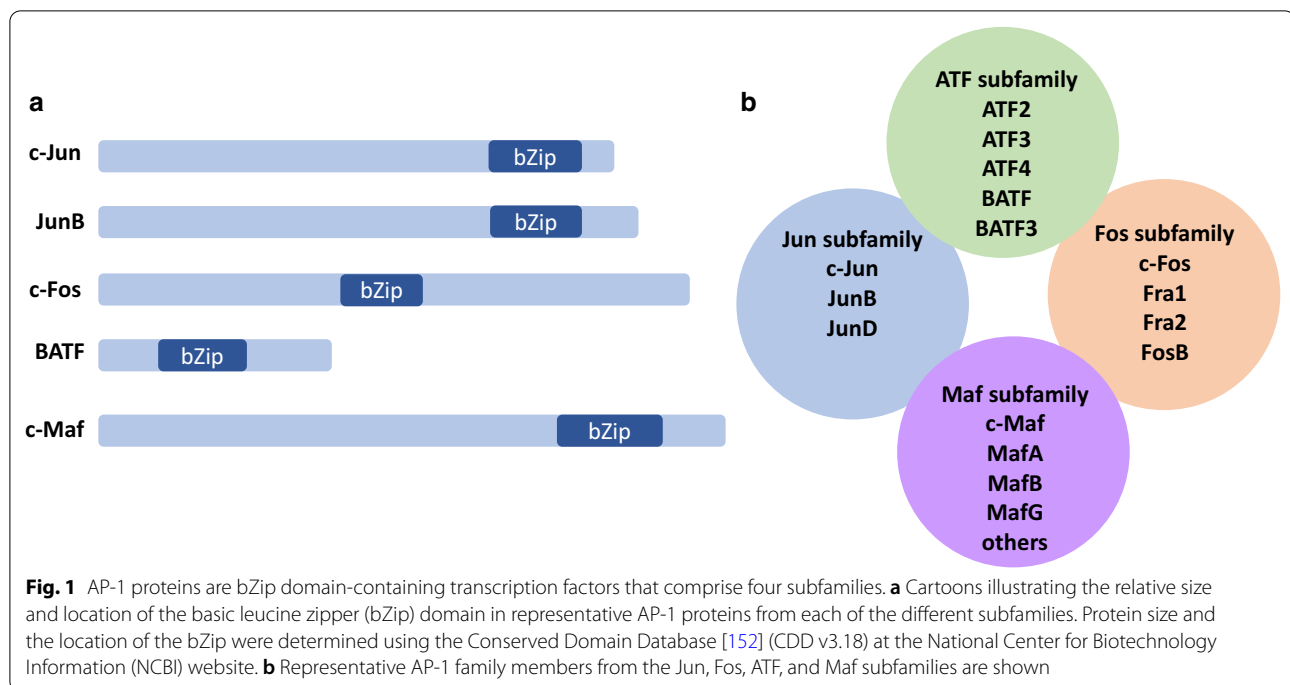 a
c-Jun
bZip
JunB
bZip
c-Fos
bZip
BATF
bZip
c-Maf
bZip
b
ATF subfamily
ATF2
ATF3
ATF4
BATF
BATF3
Jun subfamily
c-Jun
JunB
JunD
Fos subfamily
c-Fos
Fra1
Fra2
FosB
Maf subfamily
c-Maf
MafA
MafB
MafG
others
Fig. 1 AP-1 proteins are bZip domain-containing transcription factors that comprise four subfamilies. a Cartoons illustrating the relative size
and location of the basic leucine zipper (bZip) domain in representative AP-1 proteins from each of the different subfamilies. Protein size and
the location of the bZip were determined using the Conserved Domain Database [152] (CDD v3.18) at the National Center for Biotechnology
Information (NCBI) website. b Representative AP-1 family members from the Jun, Fos, ATF, and Maf subfamilies are shown